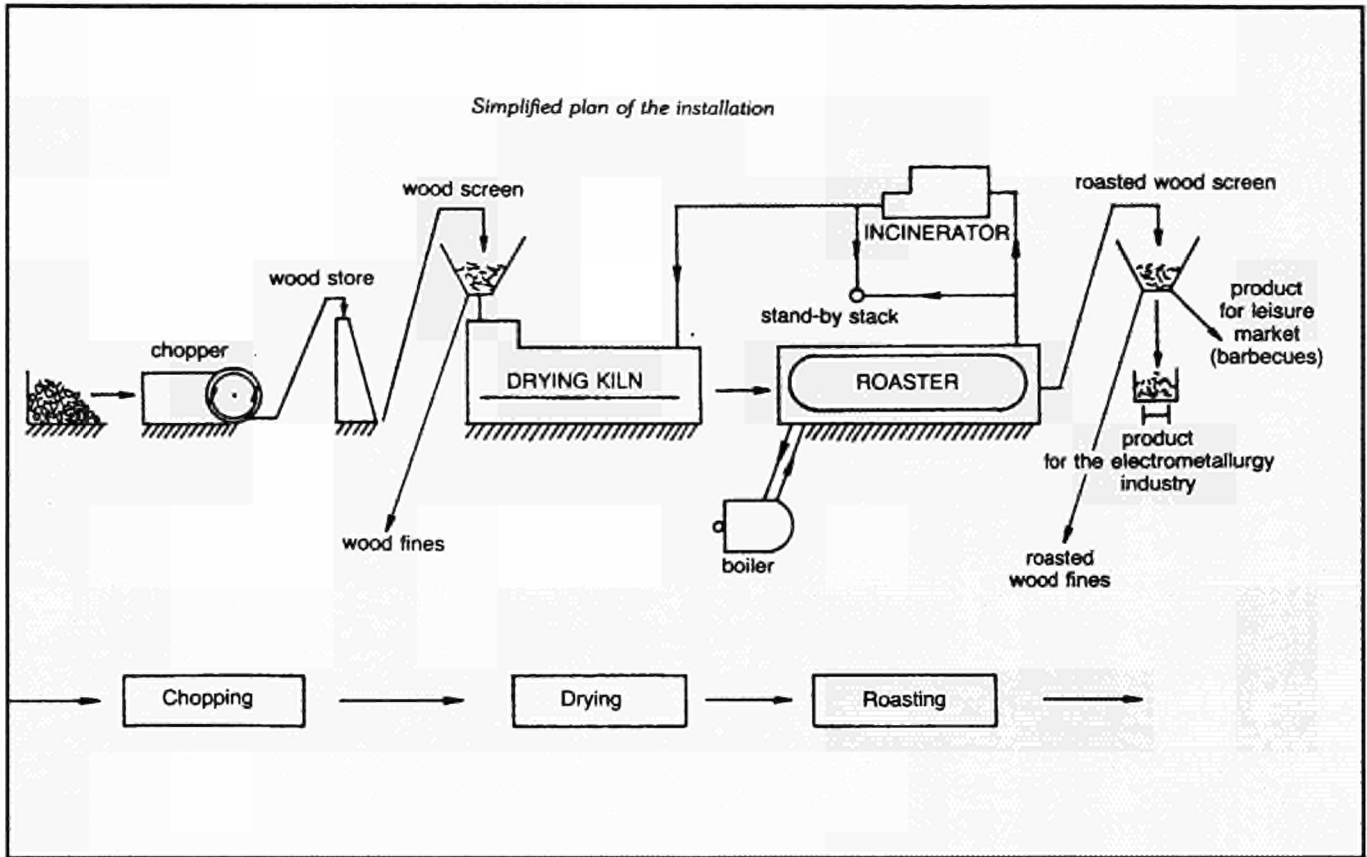 Simplified plan of the installation
wood screen
roasted wood screen
INCINERATOR
wood store
stand-by stack
product
for leisure
market
(barbecues)
chopper
DRYING KILN
ROASTER
product
for the electrometallurgy
industry
wood fines
boiler
roasted
wood fines
Chopping
Drying
Roasting